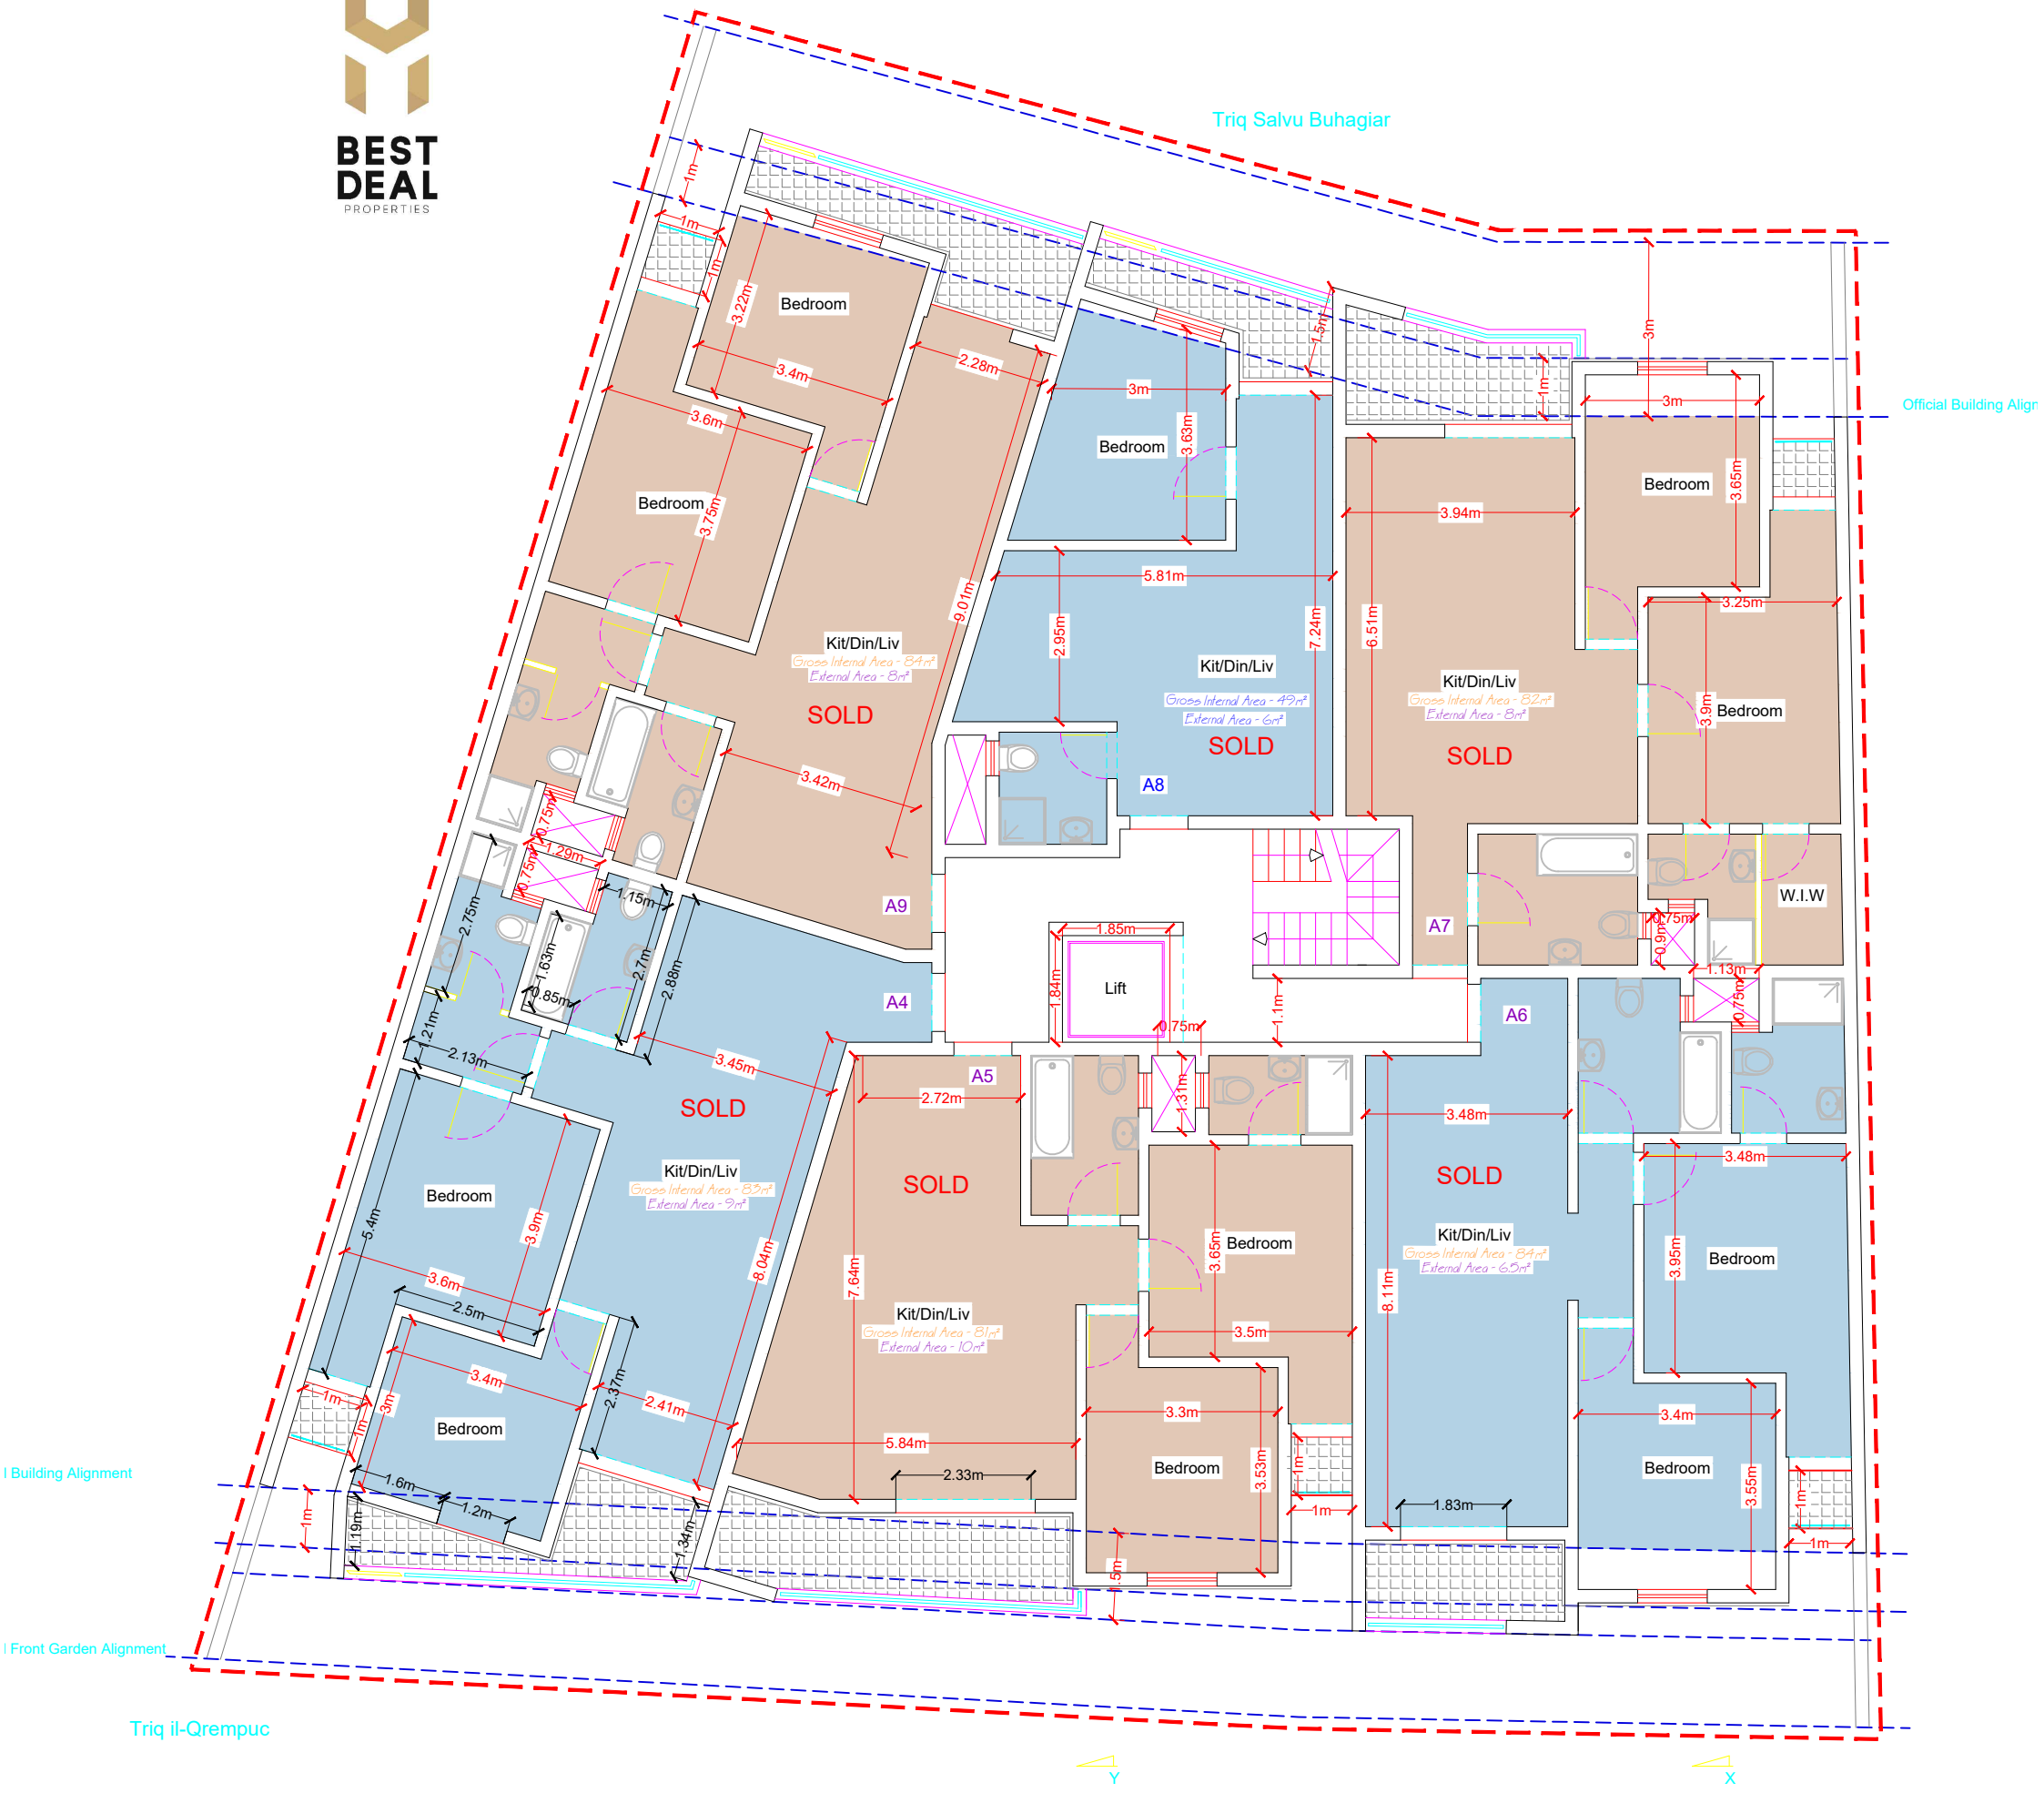 BEST
DEAL
PROPERTIES
Triq Salvu Buhagiar
1m
1m
1m
3.22m
Bedroom
3.4m
2.28m
1.5m
3m
1m
3m
Official Building Align
3.6m
3m
3.63m
Bedroom
Bedroom
3.75m
3.94m
Bedroom
3.65m
5.81m
9.01m
2.95m
7.24m
6.51m
3.25m
Kit/Din/Liv
Gross Internal Area - 84m²
External Area - 8m²
SOLD
Kit/Din/Liv
Gross Internal Area - 49m²
External Area - 6m²
SOLD
Kit/Din/Liv
Gross Internal Area - 82m²
External Area - 8m²
SOLD
3.9m
Bedroom
3.42m
A8
0.75m
1.29m
0.75m
1.15m
A9
A7
W.I.W
0.75m
0.9m
2.75m
1.63m
2.7m
2.88m
0.85m
1.85m
1.84m
Lift
1.1m
0.75m
1.13m
0.75m
A4
A6
1.21m
2.13m
3.45m
A5
SOLD
2.72m
1.31m
3.48m
3.48m
Kit/Din/Liv
Gross Internal Area - 83m²
External Area - 9m²
SOLD
SOLD
Bedroom
5.4m
3.9m
3.6m
2.5m
8.04m
7.64m
3.65m
Bedroom
Kit/Din/Liv
Gross Internal Area - 84m²
External Area - 6.5m²
8.11m
3.95m
Bedroom
Kit/Din/Liv
Gross Internal Area - 81m²
External Area - 10m²
3.5m
3.4m
3m
Bedroom
2.37m
2.41m
1m
1m
5.84m
2.33m
3.3m
3.53m
Bedroom
1m
1m
3.4m
Bedroom
3.55m
1.83m
1m
1m
l Building Alignment
1m
1.6m
1.2m
1.19m
1.34m
.5m
l Front Garden Alignment
Triq il-Qrempuc
Y
X